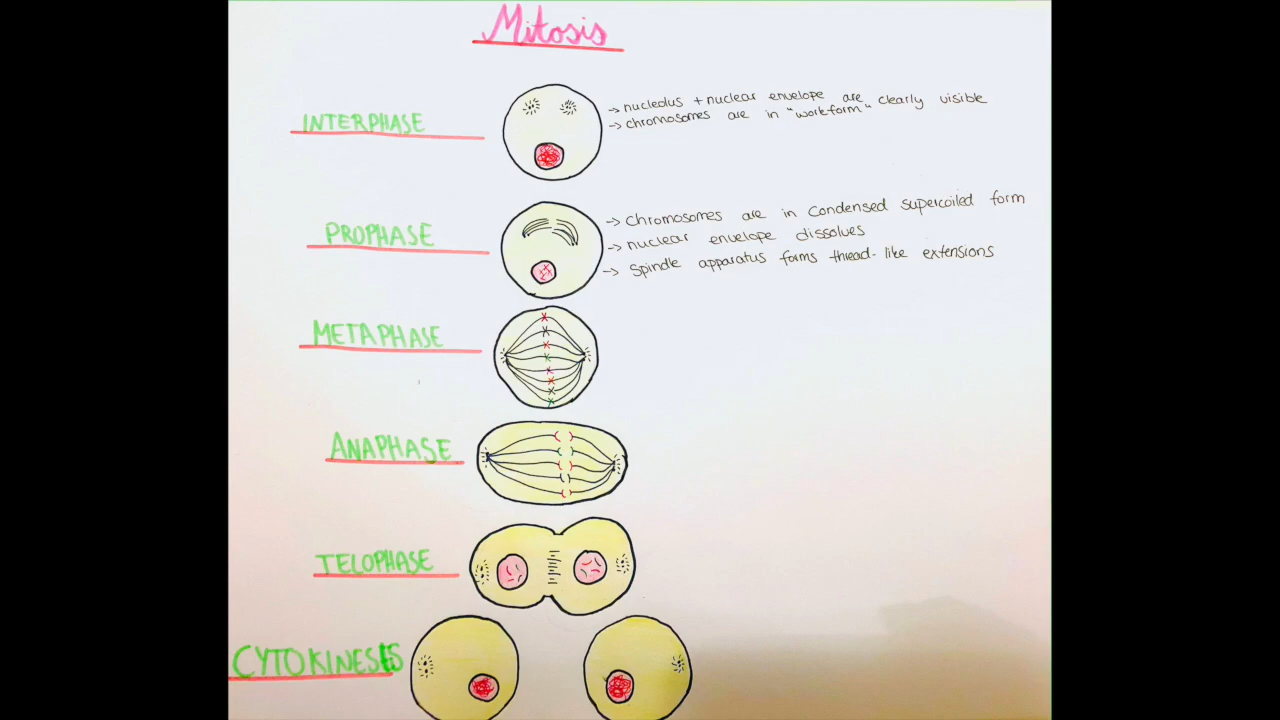 Mitosis
INTERPHASE
→ nucleolus + nuclear envelope are clearly visible
→ chromosomes are in "workform"
PROPHASE
→ Chromosomes are in condensed supercoiled form
→ nuclear envelope dissolves
→ Spindle apparatus forms thread-like extensions
METAPHASE
ANAPHASE
TELOPHASE
CYTOKINESIS